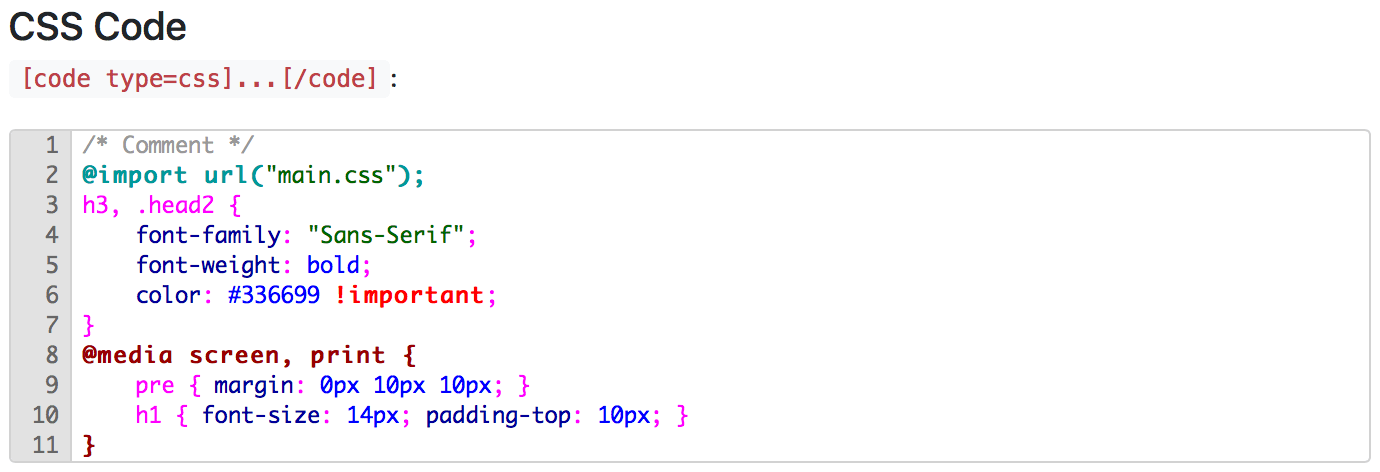 CSS Code
[code type=css]...[/code] :
1 /* Comment */
2 @import url("main.css");
3 h3, .head2 {
4     font-family: "Sans-Serif";
5     font-weight: bold;
6     color: #336699 !important;
7 }
8 @media screen, print {
9     pre { margin: 0px 10px 10px; }
10     h1 { font-size: 14px; padding-top: 10px; }
11 }